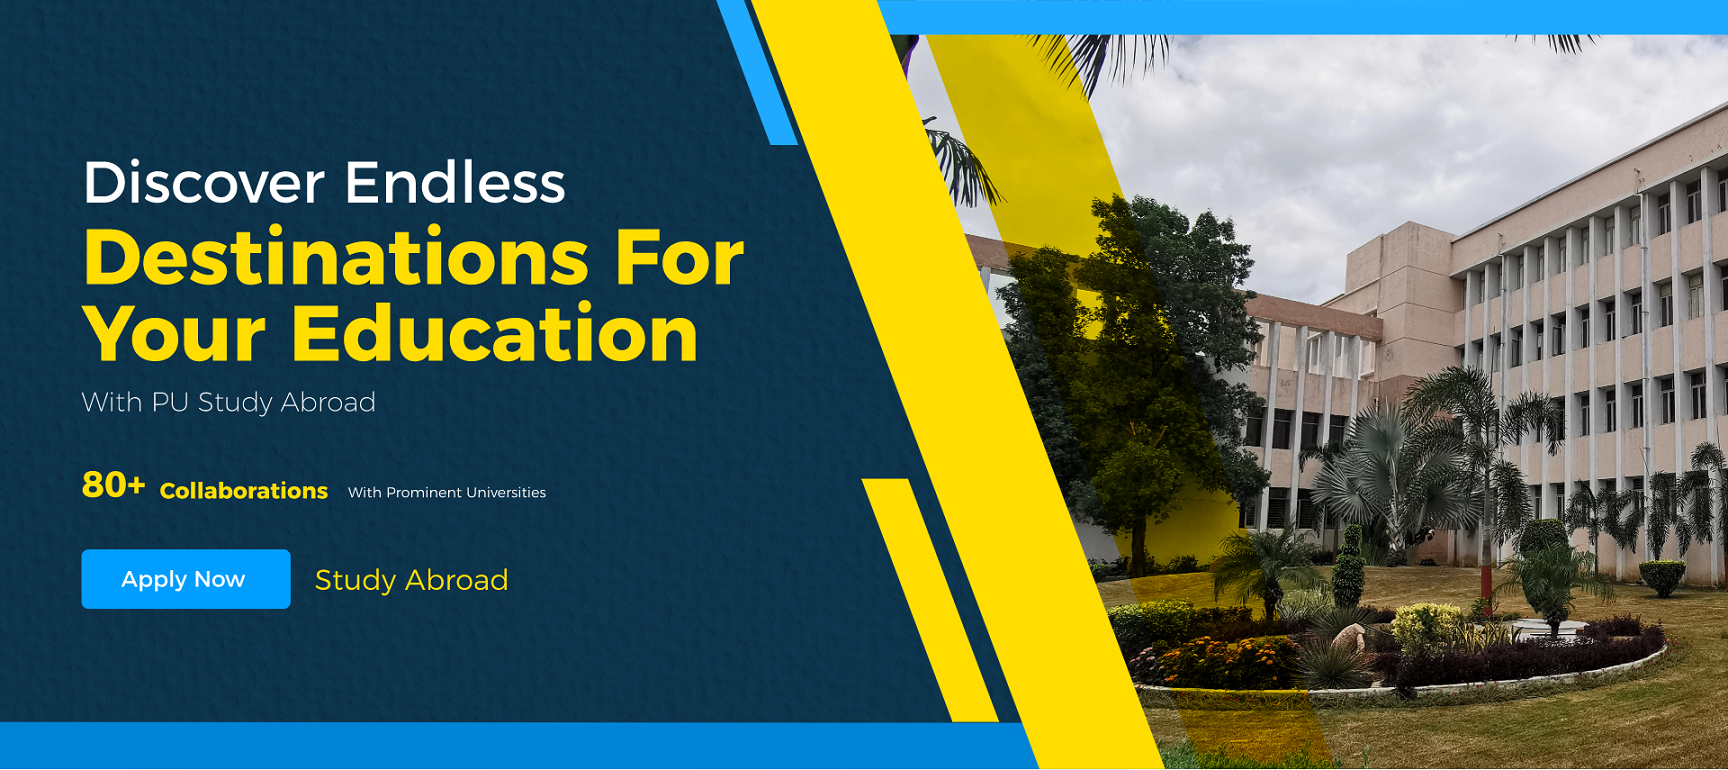 Discover Endless
Destinations For
Your Education
With PU Study Abroad
80+ Collaborations With Prominent Universities
Apply Now Study Abroad